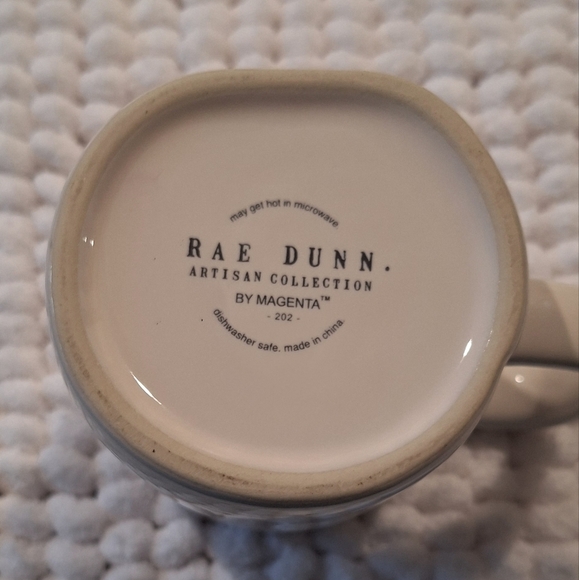 may get hot in microwave
RAE DUNN.
ARTISAN COLLECTION
BY MAGENTA™
- 202 -
dishwasher safe. made in china.